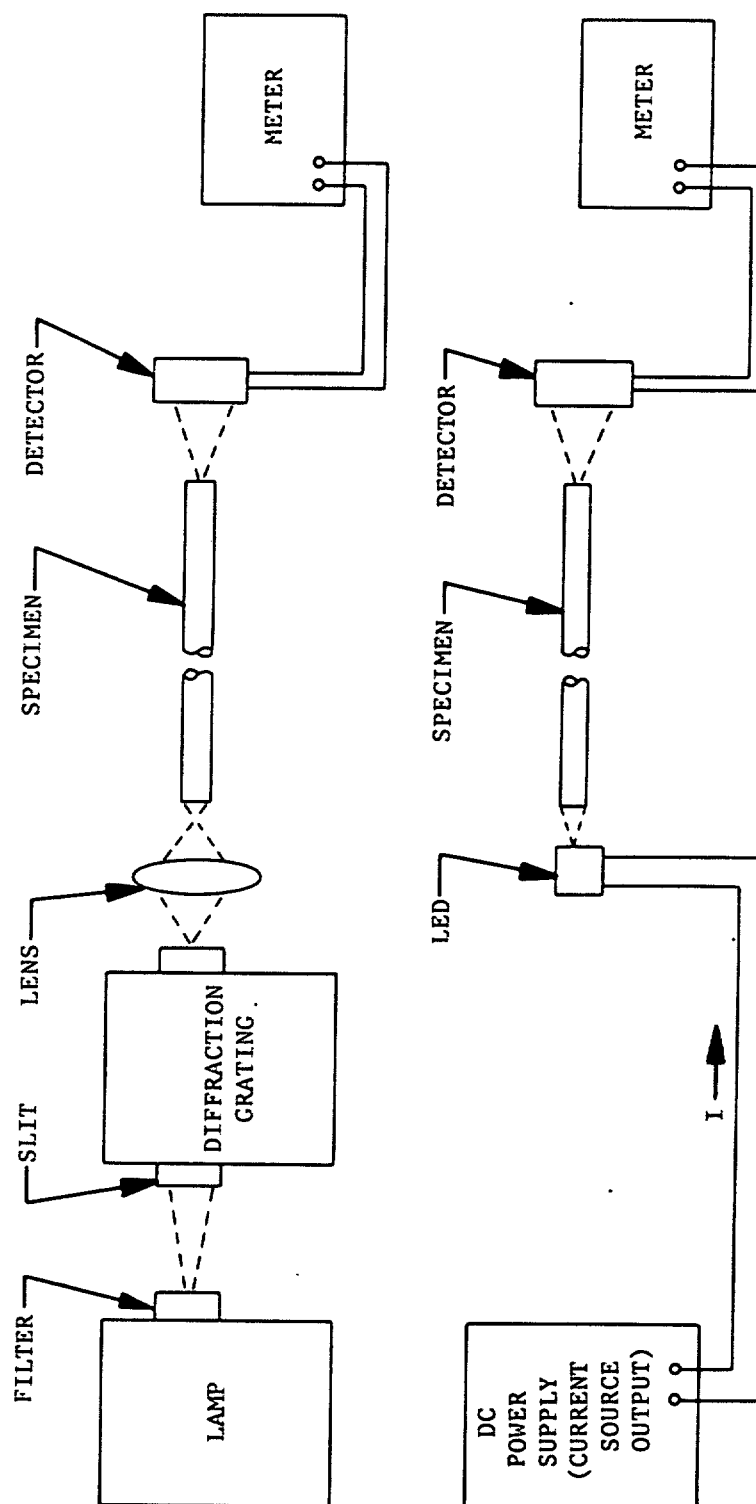 FILTER
SLIT
LENS
SPECIMEN
DETECTOR
LAMP
DIFFRACTION
GRATING
METER
LED
SPECIMEN
DETECTOR
DC
POWER
SUPPLY
(CURRENT
SOURCE
OUTPUT)
I
METER